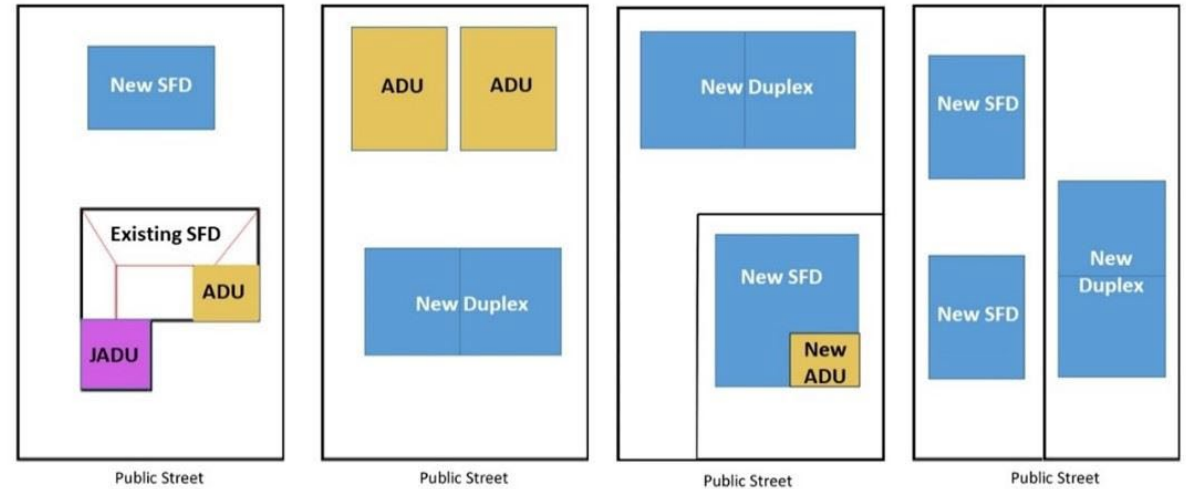 New SFD
Existing SFD
ADU
JADU
Public Street
ADU
ADU
New Duplex
Public Street
New Duplex
New SFD
New
ADU
Public Street
New SFD
New SFD
New
Duplex
Public Street